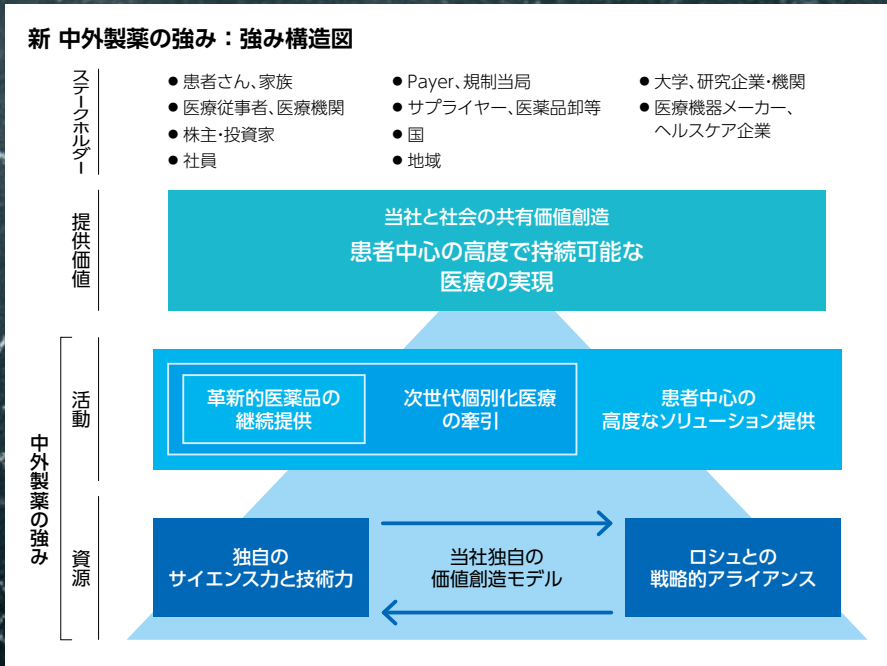 新 中外製薬の強み：強み構造図
ステークホルダー
● 患者さん、家族
● 医療従事者、医療機関
● 株主・投資家
● 社員
● Payer、規制当局
● サプライヤー、医薬品卸等
● 国
● 地域
● 大学、研究企業・機関
● 医療機器メーカー、
ヘルスケア企業
提供価値
当社と社会の共有価値創造
患者中心の高度で持続可能な
医療の実現
中外製薬の強み
活動
革新的医薬品の
継続提供
次世代個別化医療
の牽引
患者中心の
高度なソリューション提供
資源
独自の
サイエンス力と技術力
当社独自の
価値創造モデル
ロシュとの
戦略的アライアンス